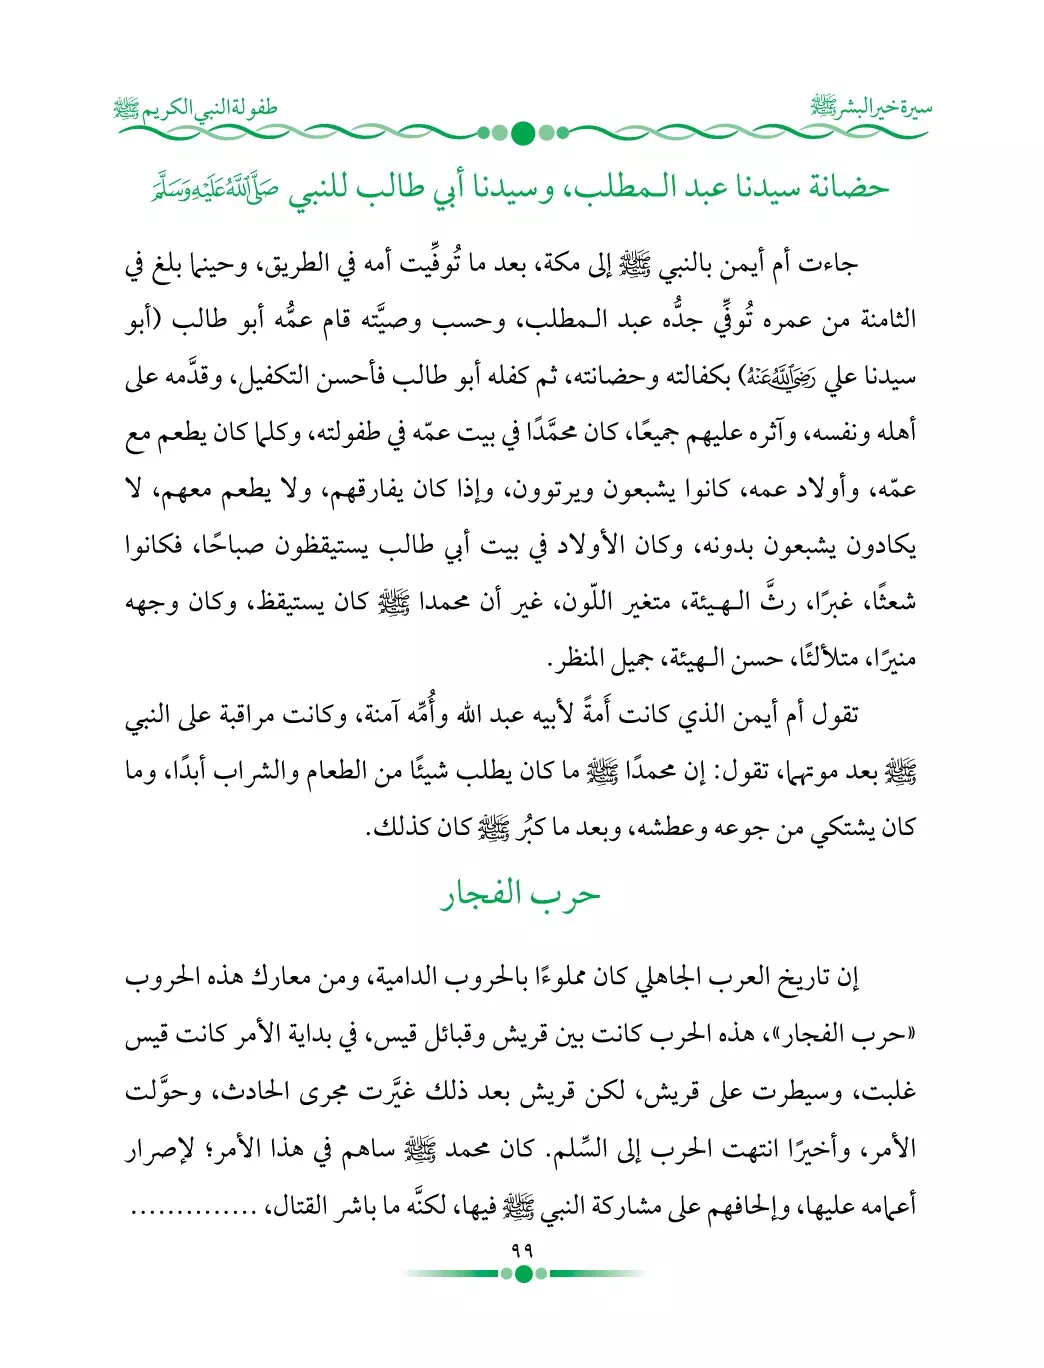 سيرة خير البشر ﷺ
طفولة النبي الكريم ﷺ
حضانة سيدنا عبد الـمطلب، وسيدنا أبي طالب للنبي صَلَّىٱللَّهُعَلَيْهِوَسَلَّمَ
جاءت أم أيمن بالنبي ﷺ إلى مكة، بعد ما تُوفِّيت أمه في الطريق، وحينما بلغ في
الثامنة من عمره تُوفِّي جدُّه عبد الـمطلب، وحسب وصيَّته قام عمُّه أبو طالب (أبو
سيدنا علي رَضِيَٱللَّهُعَنْهُ) بكفالته وحضانته، ثم كفله أبو طالب فأحسن التكفيل، وقدَّمه على
أهله ونفسه، وآثره عليهم جميعًا، كان محمَّدًا في بيت عمّه في طفولته، وكلما كان يطعم مع
عمّه، وأولاد عمه، كانوا يشبعون ويرتوون، وإذا كان يفارقهم، ولا يطعم معهم، لا
يكادون يشبعون بدونه، وكان الأولاد في بيت أبي طالب يستيقظون صباحًا، فكانوا
شعثًا، غبرًا، رثَّ الـهـيئة، متغير اللّون، غير أن محمدا ﷺ كان يستيقظ، وكان وجهه
منيرًا، متلألئًا، حسن الـهيئة، جميل المنظر.
تقول أم أيمن الذي كانت أَمةً لأبيه عبد الله وأُمِّه آمنة، وكانت مراقبة على النبي
ﷺ بعد موتهما، تقول: إن محمدًا ﷺ ما كان يطلب شيئًا من الطعام والشراب أبدًا، وما
كان يشتكي من جوعه وعطشه، وبعد ما كبُر ﷺ كان كذلك.
حرب الفجار
إن تاريخ العرب الجاهلي كان مملوءًا بالحروب الدامية، ومن معارك هذه الحروب
«حرب الفجار»، هذه الحرب كانت بين قريش وقبائل قيس، في بداية الأمر كانت قيس
غلبت، وسيطرت على قريش، لكن قريش بعد ذلك غيَّرت مجرى الحادث، وحوَّلت
الأمر، وأخيرًا انتهت الحرب إلى السِّلم. كان محمد ﷺ ساهم في هذا الأمر؛ لإصرار
أعمامه عليها، وإلحافهم على مشاركة النبي ﷺ فيها، لكنَّه ما باشر القتال، ..............
٩٩